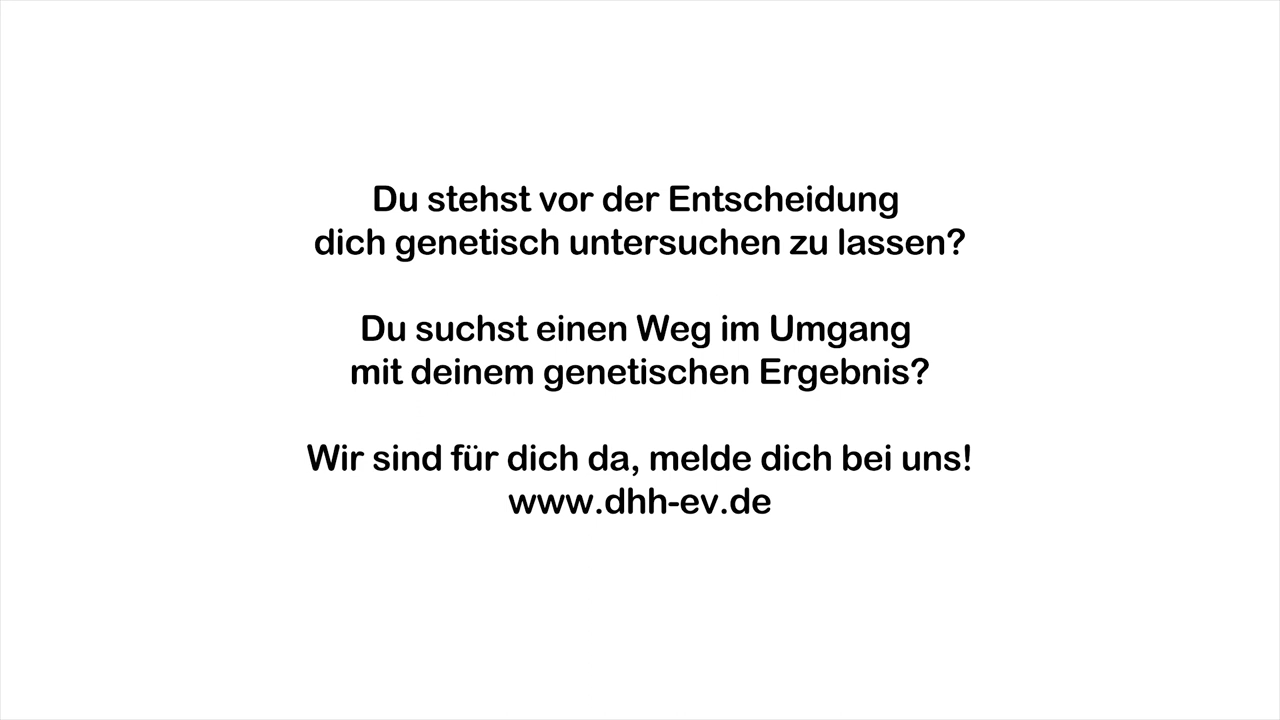 Du stehst vor der Entscheidung
dich genetisch untersuchen zu lassen?
Du suchst einen Weg im Umgang
mit deinem genetischen Ergebnis?
Wir sind für dich da, melde dich bei uns!
www.dhh-ev.de